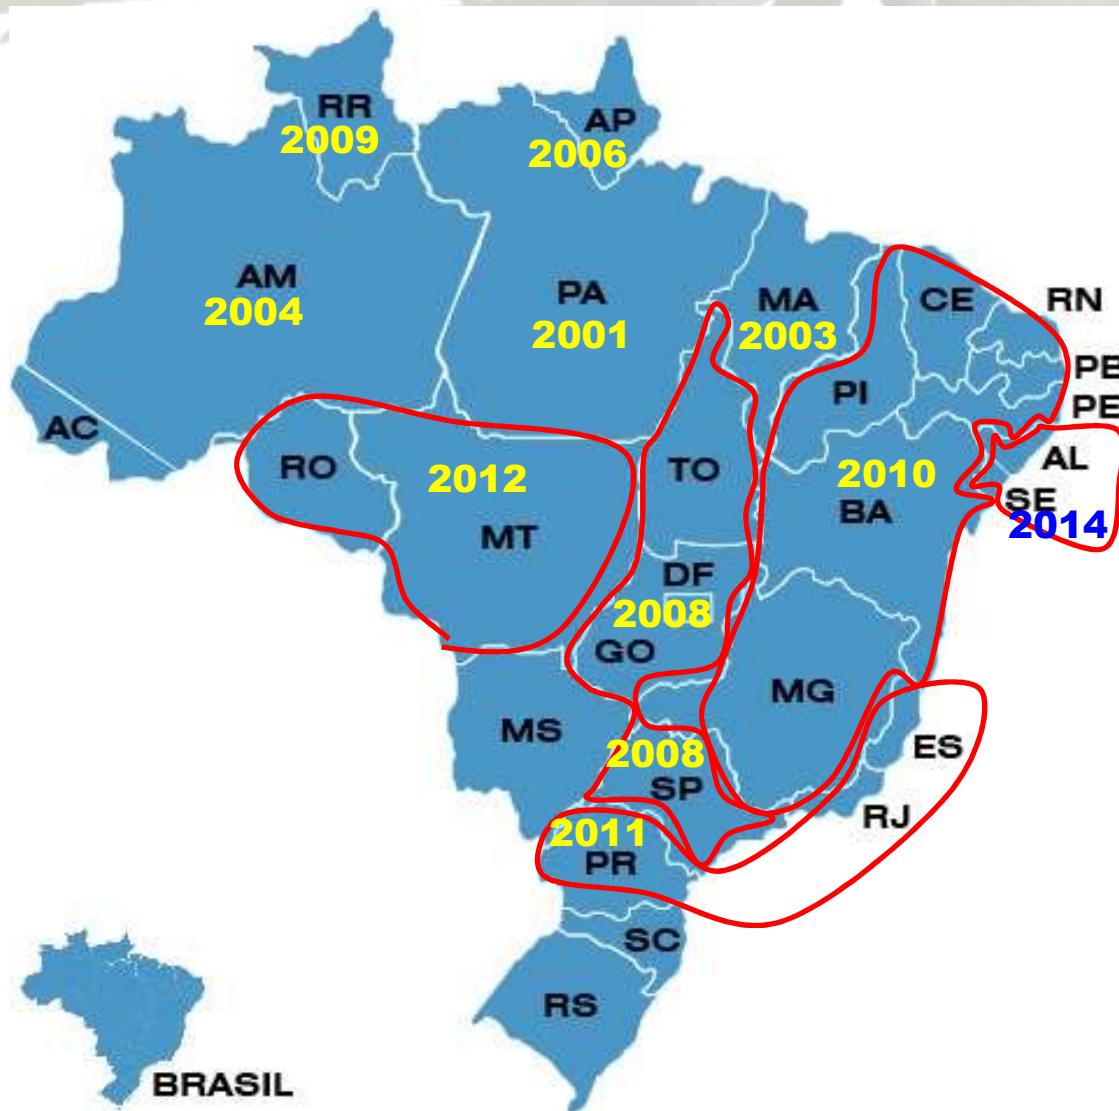 RR
2009
AP
2006
AM
2004
PA
2001
MA
2003
CE
RN
PB
PI
PE
AC
RO
2012
MT
TO
2010
BA
AL
SE
2014
DF
2008
GO
MS
MG
2008
SP
ES
RJ
2011
PR
SC
RS
BRASIL